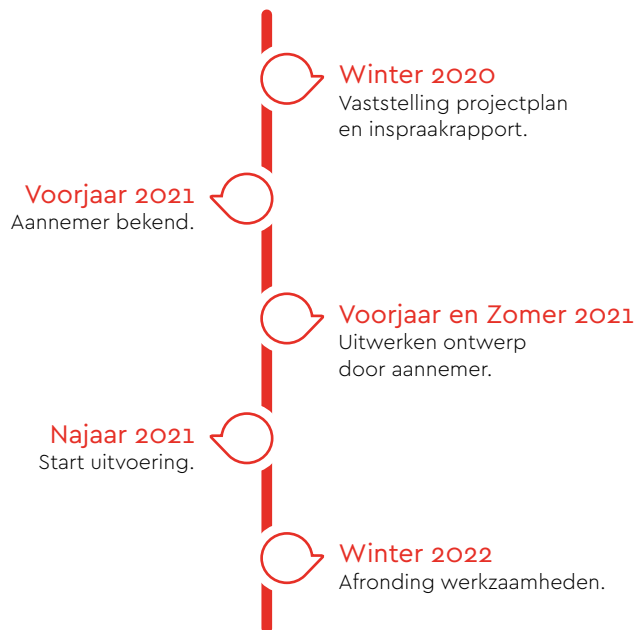 Winter 2020
Vaststelling projectplan
en inspraakrapport.
Voorjaar 2021
Aannemer bekend.
Voorjaar en Zomer 2021
Uitwerken ontwerp
door aannemer.
Najaar 2021
Start uitvoering.
Winter 2022
Afronding werkzaamheden.